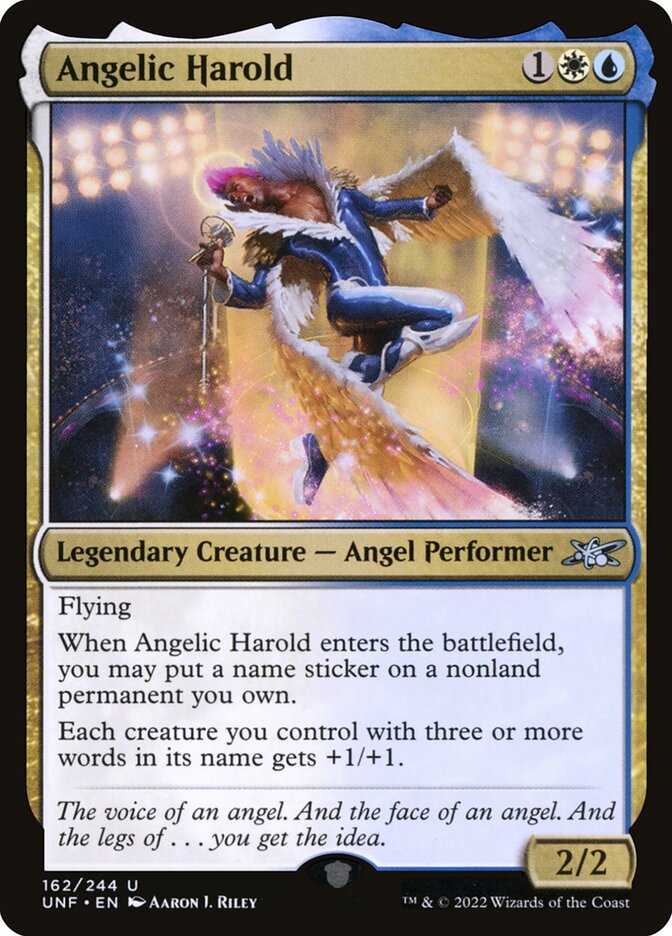 Angelic Harold 1
Legendary Creature — Angel Performer
Flying
When Angelic Harold enters the battlefield,
you may put a name sticker on a nonland
permanent you own.
Each creature you control with three or more
words in its name gets +1/+1.
The voice of an angel. And the face of an angel. And
the legs of . . . you get the idea.
2/2
162/244 U
UNF • EN Aaron J. Riley
™ & © 2022 Wizards of the Coast